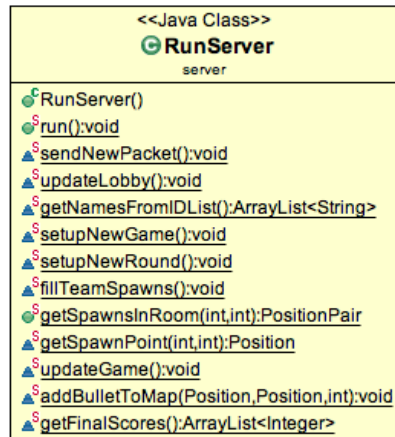 <<Java Class>>
C RunServer
server
C RunServer()
S run():void
S sendNewPacket():void
S updateLobby():void
S getNamesFromIDList():ArrayList<String>
S setupNewGame():void
S setupNewRound():void
S fillTeamSpawns():void
S getSpawnsInRoom(int,int):PositionPair
S getSpawnPoint(int,int):Position
S updateGame():void
S addBulletToMap(Position,Position,int):void
S getFinalScores():ArrayList<Integer>